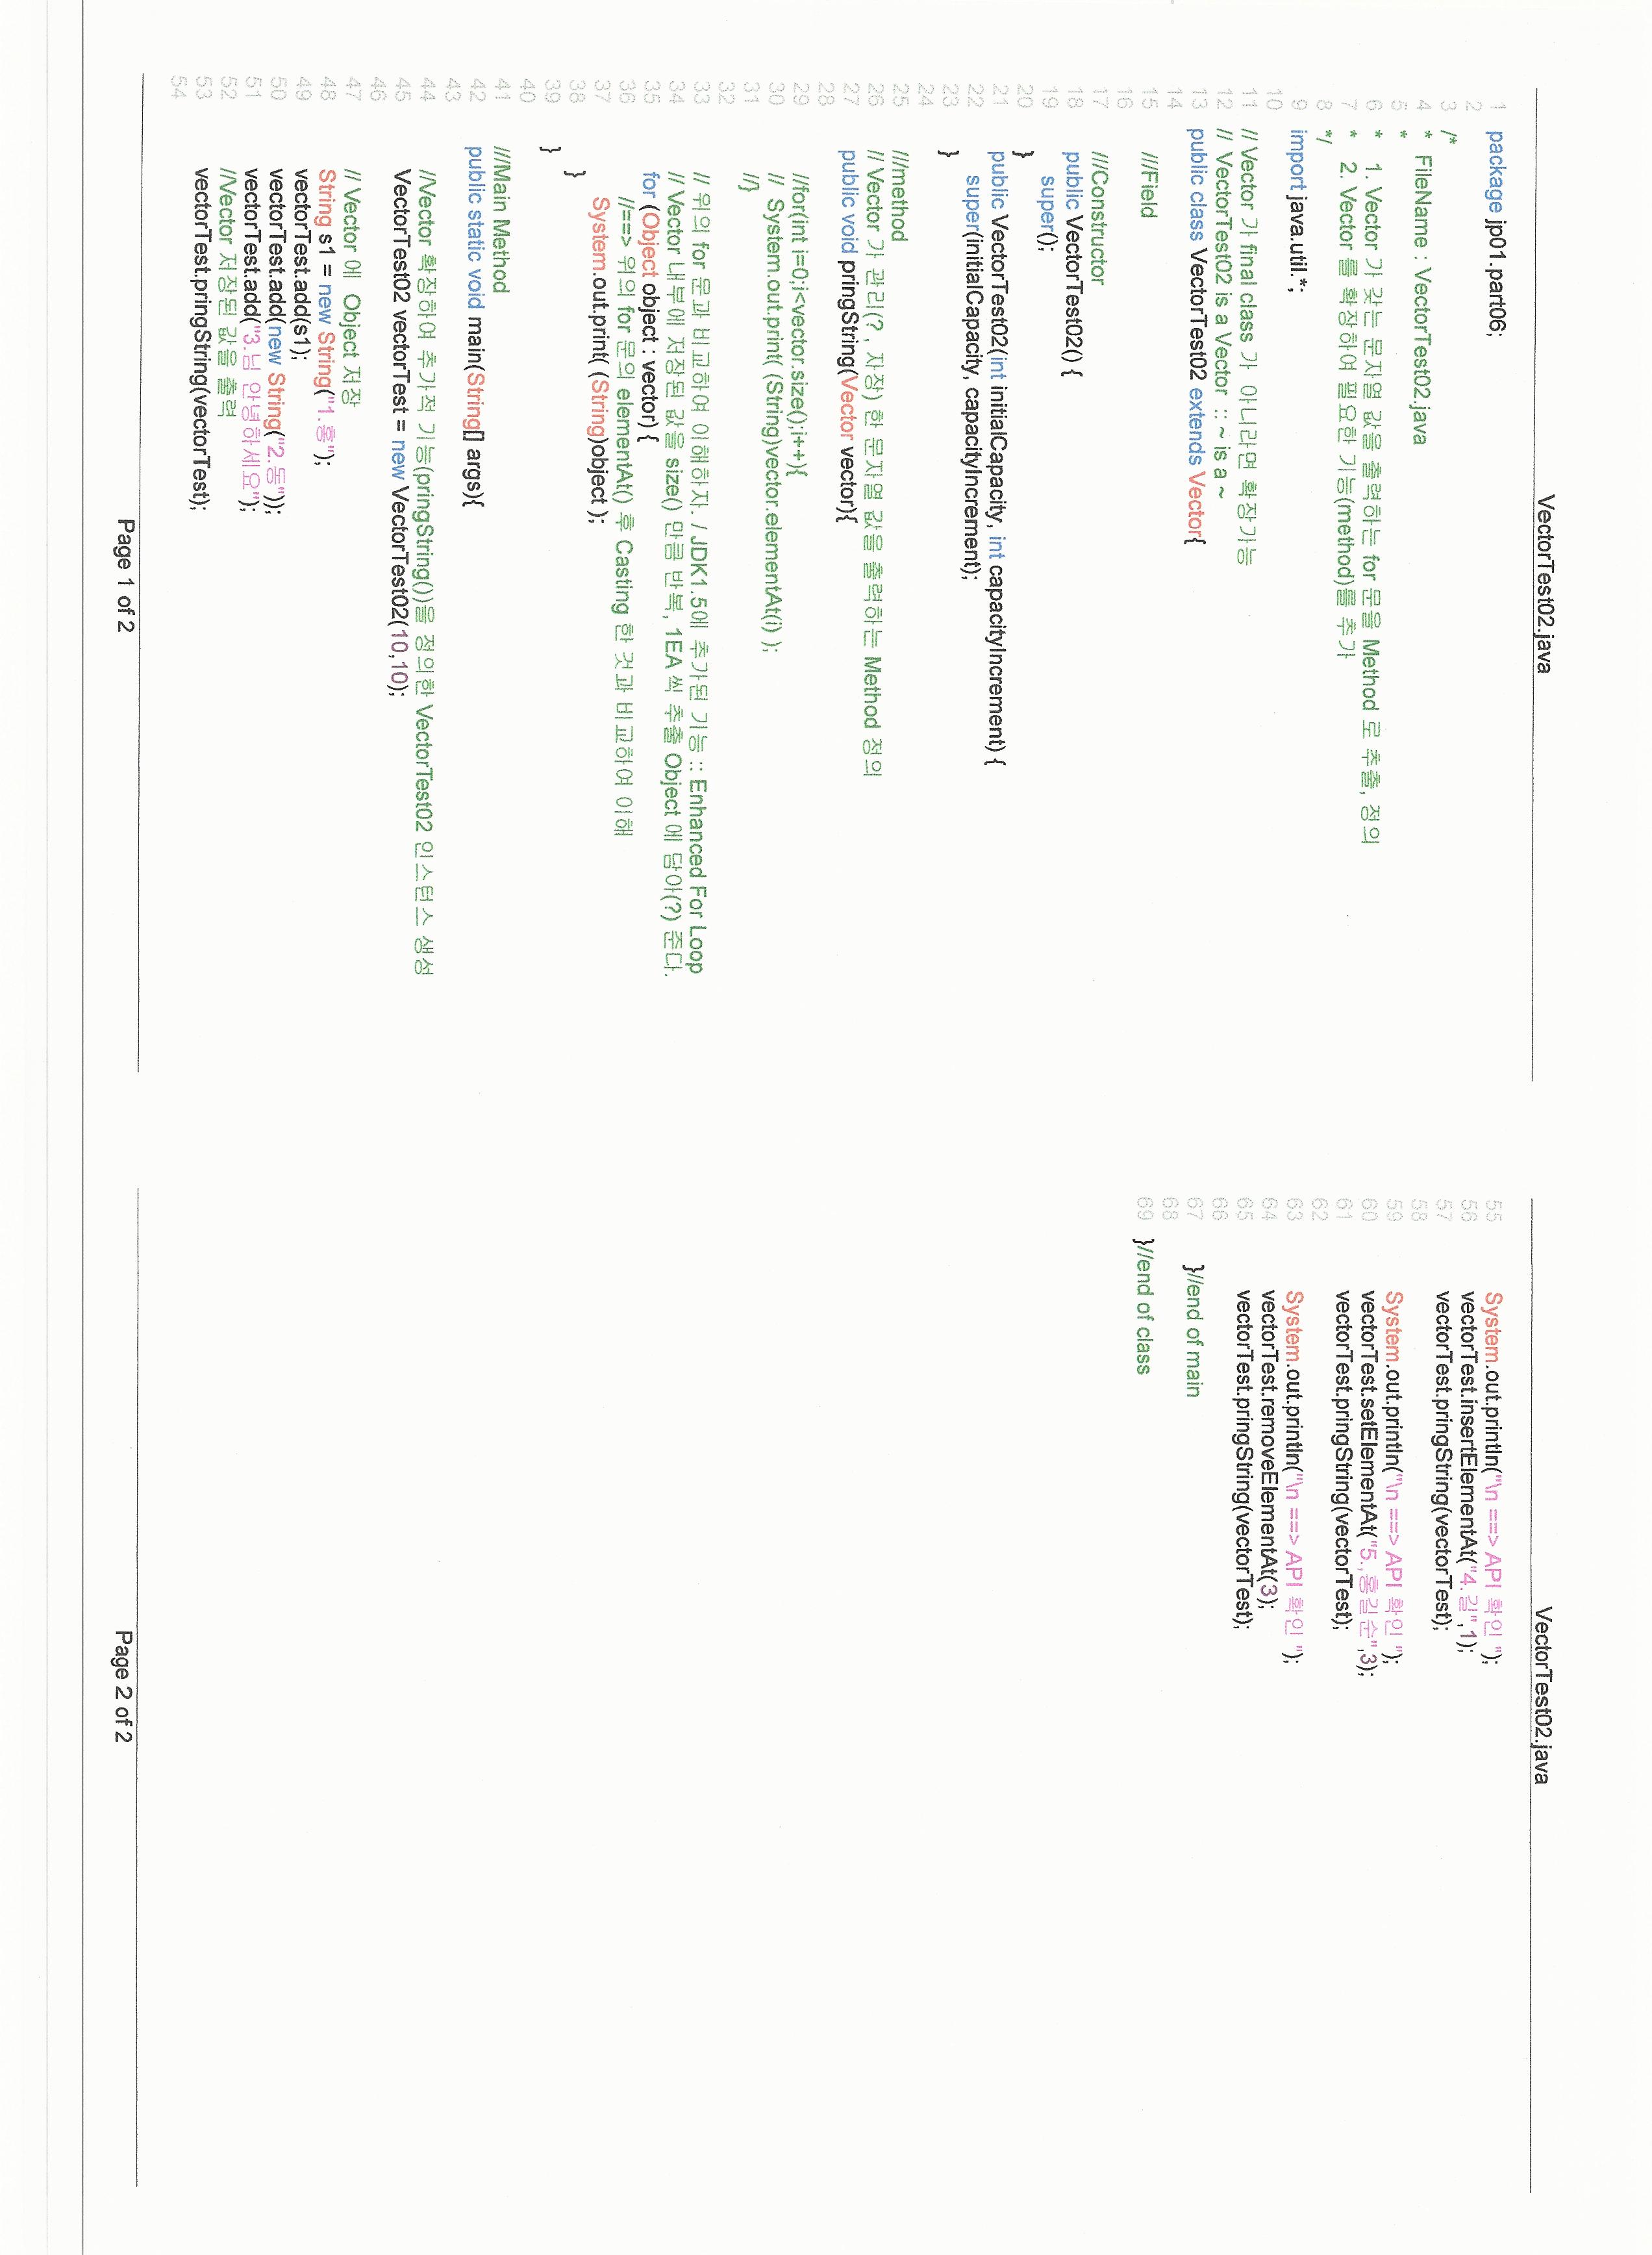 VectorTest02.java
1 package jp01.part06;
2
3 /*
4 * FileName : VectorTest02.java
5 *
6 * 1. Vector 가 갖는 문자열 값을 출력하는 for 문을 Method 로 추출, 정의
7 * 2. Vector 를 확장하여 필요한 기능(method)를 추가
8 */
9 import java.util.*;
10
11 // Vector 가 final class 가 아니라면 확장가능
12 // VectorTest02 is a Vector :: ~ is a ~
13 public class VectorTest02 extends Vector{
14
15 ///Field
16
17 ///Constructor
18 public VectorTest02() {
19 super();
20 }
21 public VectorTest02(int initialCapacity, int capacityIncrement) {
22 super(initialCapacity, capacityIncrement);
23 }
24
25 ///method
26 // Vector 가 관리(? , 자장) 한 문자열 값을 출력하는 Method 정의
27 public void pringString(Vector vector){
28
29 //for(int i=0;i<vector.size();i++){
30 // System.out.print( (String)vector.elementAt(i) );
31 //}
32
33 // 위의 for 문과 비교하여 이해하자. / JDK1.5에 추가된 기능 :: Enhanced For Loop
34 // Vector 내부에 저장된 값을 size() 만큼 반복, 1EA 씩 추출 Object 에 담아(?) 준다.
35 for (Object object : vector) {
36 //==> 위의 for 문의 elementAt() 후 Casting 한 것과 비교하여 이해
37 System.out.print( (String)object );
38 }
39 }
40
41 ///Main Method
42 public static void main(String[] args){
43
44 //Vector 확장하여 추가적 기능(pringString())을 정의한 VectorTest02 인스턴스 생성
45 VectorTest02 vectorTest = new VectorTest02(10,10);
46
47 // Vector 에 Object 저장
48 String s1 = new String("1.홍");
49 vectorTest.add(s1);
50 vectorTest.add(new String("2.동"));
51 vectorTest.add("3.님 안녕하세요");
52 //Vector 저장된 값을 출력
53 vectorTest.pringString(vectorTest);
54
Page 1 of 2
VectorTest02.java
55 System.out.println("\n ==> API 확인 ");
56 vectorTest.insertElementAt("4.길",1);
57 vectorTest.pringString(vectorTest);
58
59 System.out.println("\n ==> API 확인 ");
60 vectorTest.setElementAt("5.,홍길순",3);
61 vectorTest.pringString(vectorTest);
62
63 System.out.println("\n ==> API 확인 ");
64 vectorTest.removeElementAt(3);
65 vectorTest.pringString(vectorTest);
66
67 }//end of main
68
69 }//end of class
Page 2 of 2